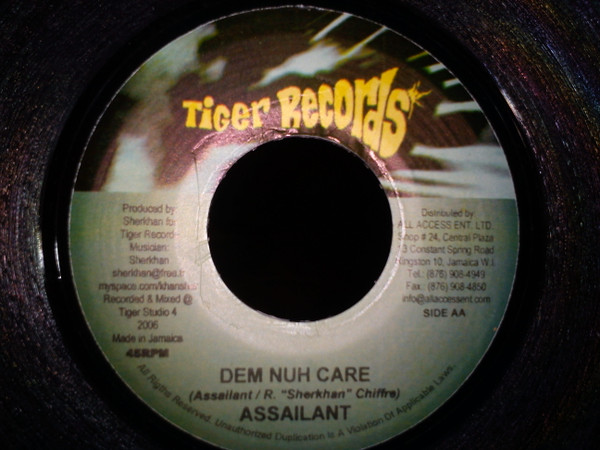 Tiger Records
Produced by
Sherkhan for
Tiger Records
Musician:
Sherkhan
Recorded & Mixed @
Tiger Studio 4
2006
Made in Jamaica
45RPM
Distributed by
ALL ACCESS ENT. LTD.
Shop # 24, Central Plaza
Constant Spring Road
Kingston 10, Jamaica W.I.
Tel.: (876) 908-4949
Fax : (876) 908-4850
info@allaccessent.com
SIDE AA
DEM NUH CARE
(Assailant / R. "Sherkhan" Chiffre)
ASSAILANT
All Rights Reserved. Unauthorized Duplication Is A Violation Of Applicable Laws.